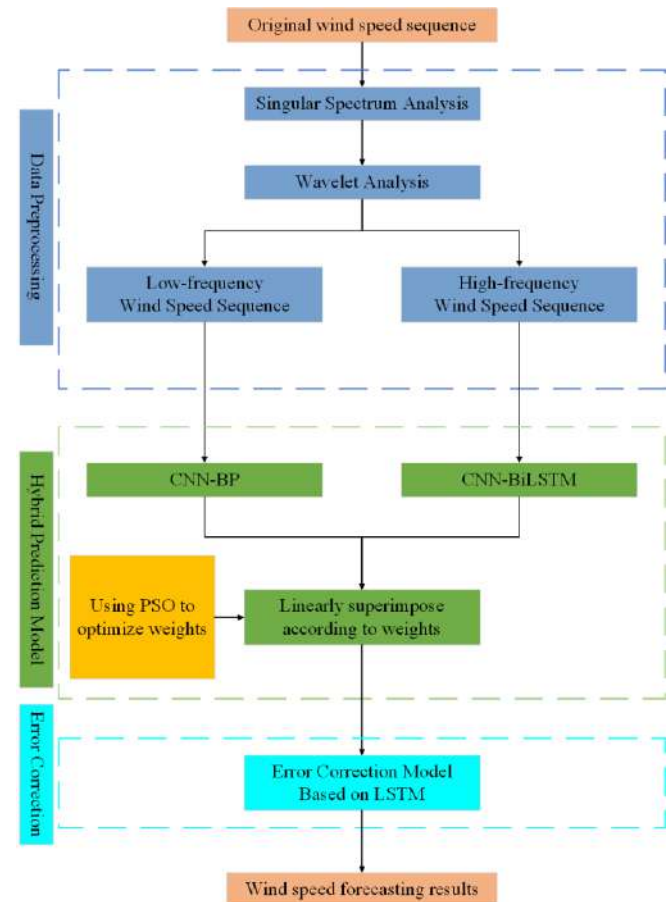 Original wind speed sequence
Data Preprocessing
Singular Spectrum Analysis
Wavelet Analysis
Low-frequency
Wind Speed Sequence
High-frequency
Wind Speed Sequence
Hybrid Prediction Model
CNN-BP
CNN-BiLSTM
Using PSO to
optimize weights
Linearly superimpose
according to weights
Error Correction
Error Correction Model
Based on LSTM
Wind speed forecasting results